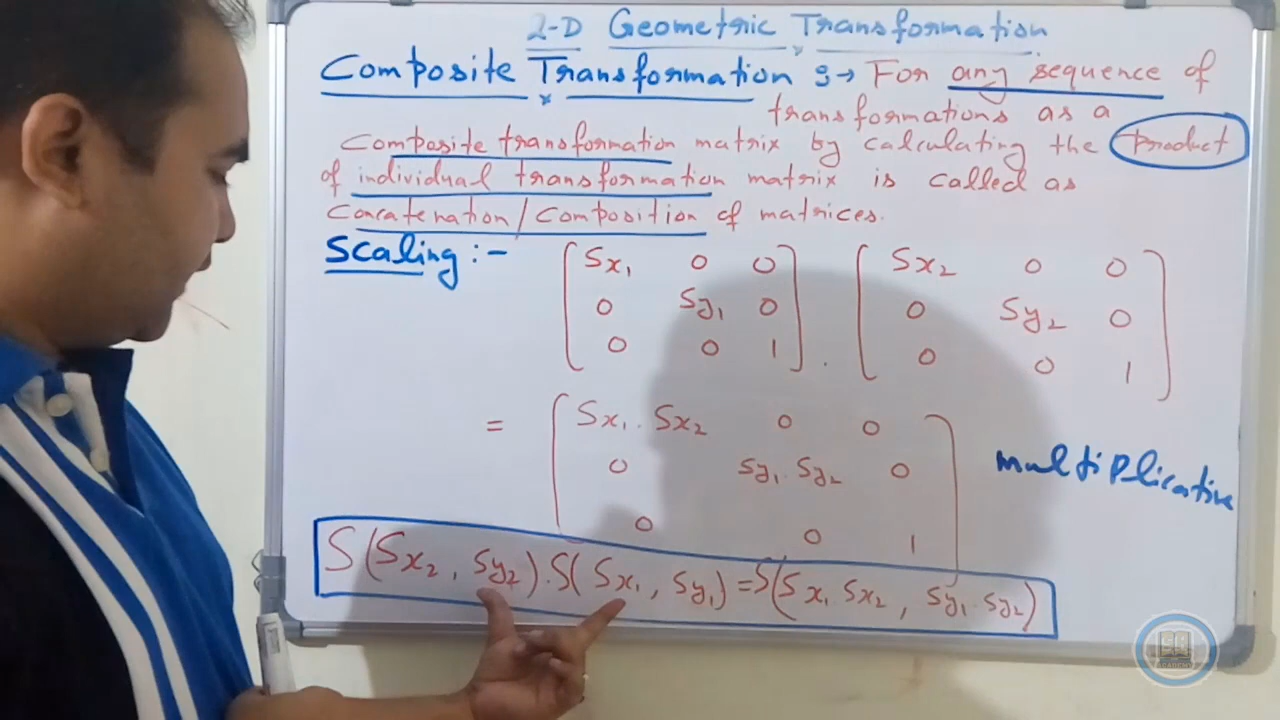 2-D Geometric Transformation
Composite Transformation :→ For any sequence of
transformations as a
Composite transformation matrix by calculating the Product
of individual transformation matrix is called as
Concatenation/Composition of matrices.
Scaling :-
[Sx₁ 0 0] [Sx₂ 0 0]
[0 Sy₁ 0] [0 Sy₂ 0]
[0 0 1] . [0 0 1]
= [Sx₁. Sx₂ 0 0]
[0 Sy₁. Sy₂ 0] multiplicative
[0 0 1]
S(Sx₂, Sy₂).S(Sx₁, Sy₁) = S(Sx₁ Sx₂, Sy₁. Sy₂)
ACADEMY